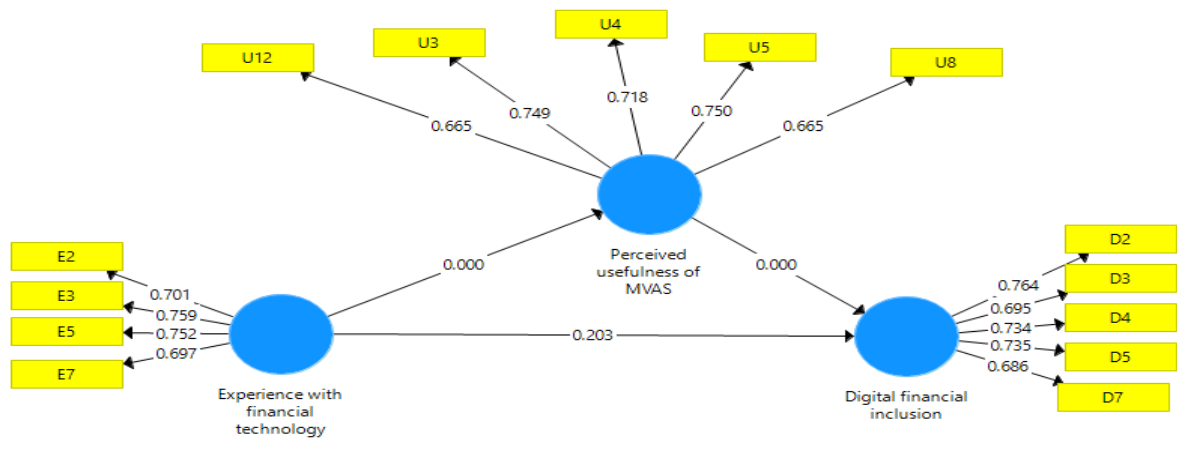 U12
U3
U4
U5
U8
0.665
0.749
0.718
0.750
0.665
Perceived
usefulness of
MVAS
E2
E3
E5
E7
0.701
0.759
0.752
0.697
Experience with
financial
technology
0.000
0.000
0.203
Digital financial
inclusion
0.764
0.695
0.734
0.735
0.686
D2
D3
D4
D5
D7